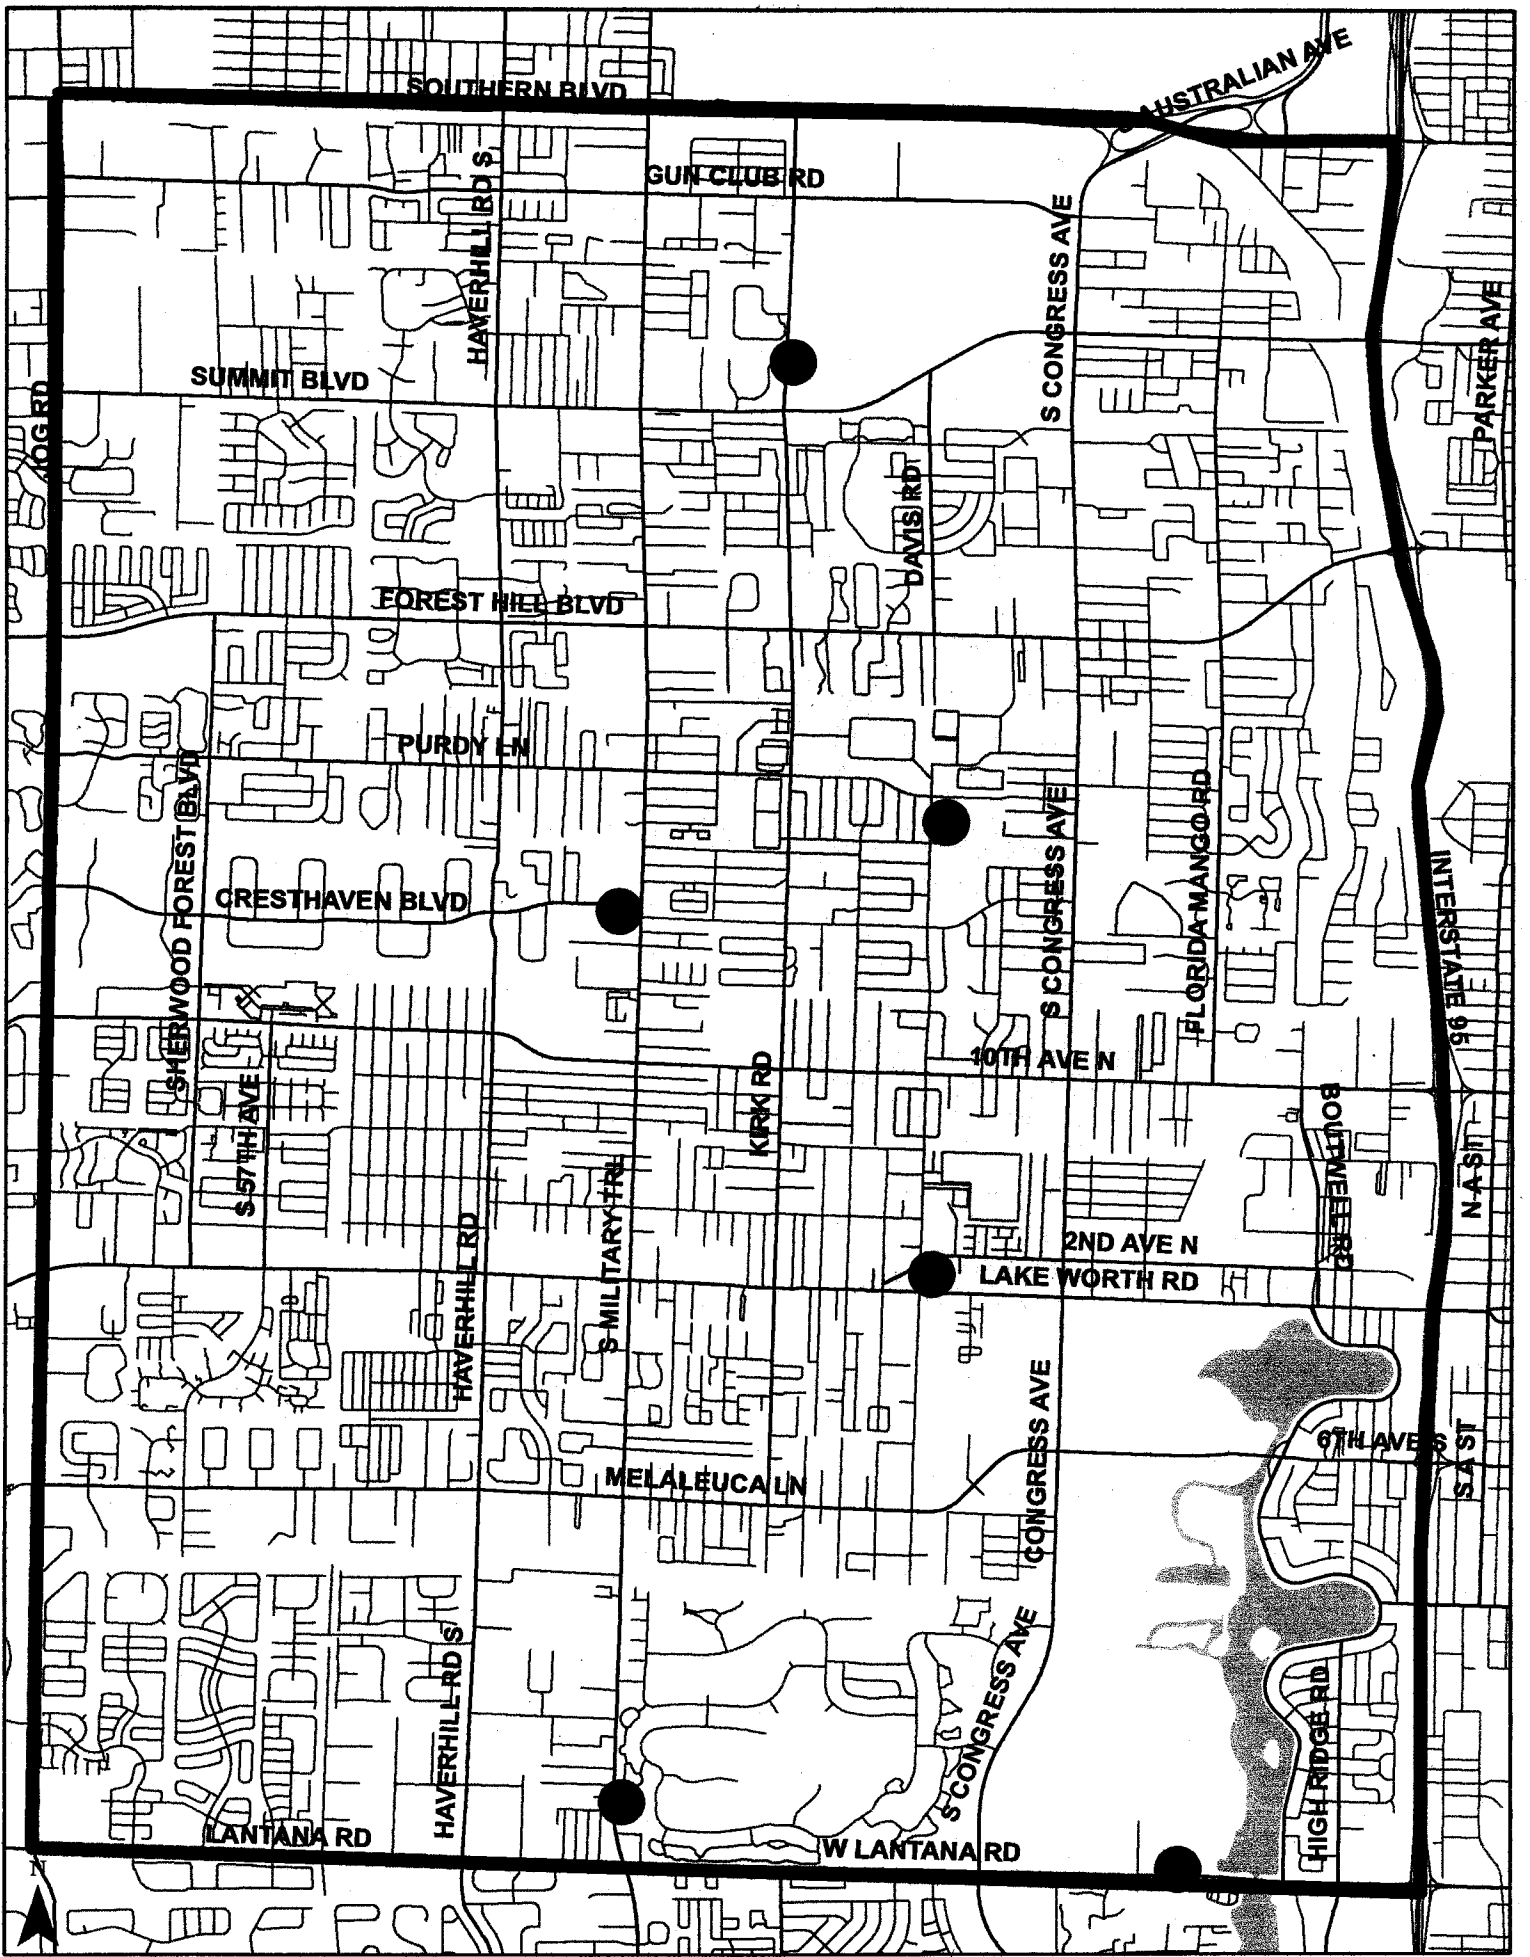 AUSTRALIAN AVE
SOUTHERN BLVD
HAVERHILL RD S
GUN CLUB RD
S CONGRESS AVE
PARKER AVE
SUMMIT BLVD
JOG RD
DAVIS RD
FOREST HILL BLVD
PURDY LN
SHERWOOD FOREST BLVD
S CONGRESS AVE
FLORIDA MANGO RD
CRESTHAVEN BLVD
INTERSTATE 95
10TH AVE N
KIRK RD
S 57TH AVE
BOUTWELL RD
N A ST
S MILITARY TRL
HAVERHILL RD
2ND AVE N
LAKE WORTH RD
CONGRESS AVE
6TH AVE S
S A ST
MELALEUCA LN
S CONGRESS AVE
HAVERHILL RD S
HIGH RIDGE RD
LANTANA RD
W LANTANA RD
N